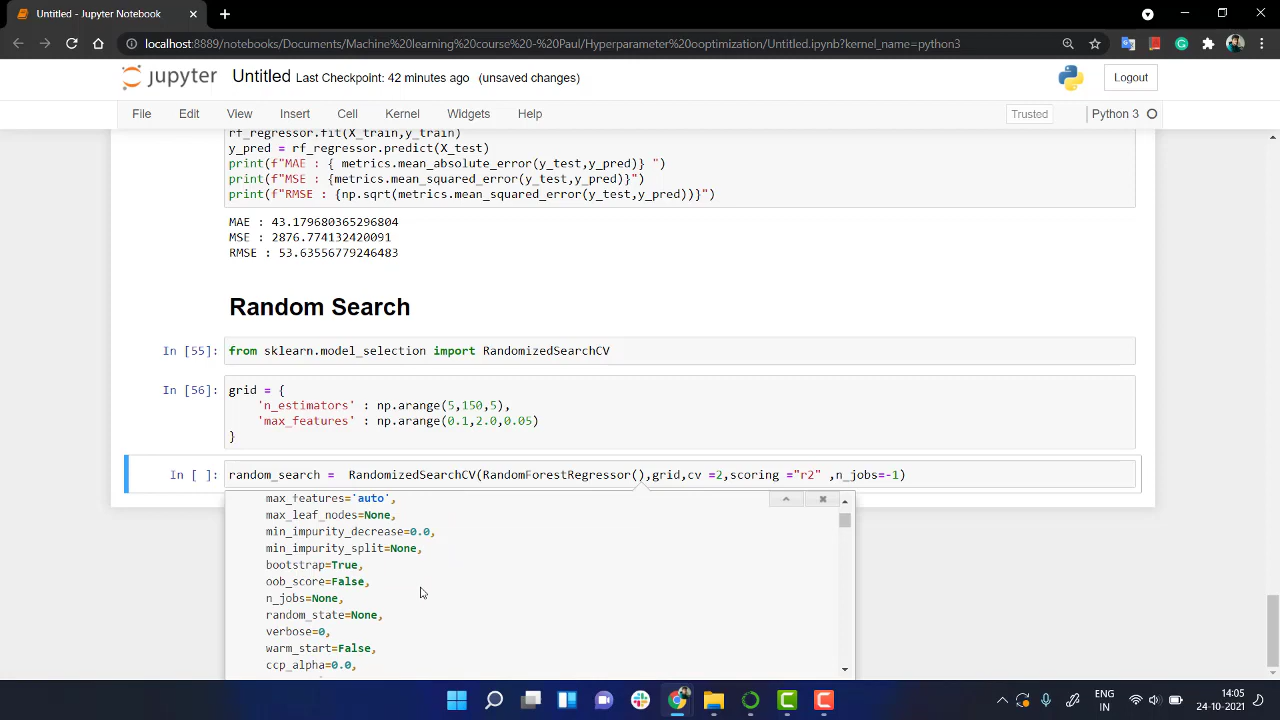 Untitled - Jupyter Notebook
localhost:8889/notebooks/Documents/Machine%20learning%20course%20-%20Paul/Hyperparameter%20ooptimization/Untitled.ipynb?kernel_name=python3
jupyter Untitled Last Checkpoint: 42 minutes ago (unsaved changes) Logout
File Edit View Insert Cell Kernel Widgets Help Trusted Python 3
rf_regressor.fit(X_train,y_train)
y_pred = rf_regressor.predict(X_test)
print(f"MAE : { metrics.mean_absolute_error(y_test,y_pred)} ")
print(f"MSE : {metrics.mean_squared_error(y_test,y_pred)}")
print(f"RMSE : {np.sqrt(metrics.mean_squared_error(y_test,y_pred))}")
MAE : 43.179680365296804
MSE : 2876.774132420091
RMSE : 53.63556779246483
Random Search
In [55]: from sklearn.model_selection import RandomizedSearchCV
In [56]: grid = {
'n_estimators' : np.arange(5,150,5),
'max_features' : np.arange(0.1,2.0,0.05)
}
In [ ]: random_search =  RandomizedSearchCV(RandomForestRegressor(),grid,cv =2,scoring ="r2" ,n_jobs=-1)
max_features='auto',
max_leaf_nodes=None,
min_impurity_decrease=0.0,
min_impurity_split=None,
bootstrap=True,
oob_score=False,
n_jobs=None,
random_state=None,
verbose=0,
warm_start=False,
ccp_alpha=0.0,
ENG 14:05
IN 24-10-2021